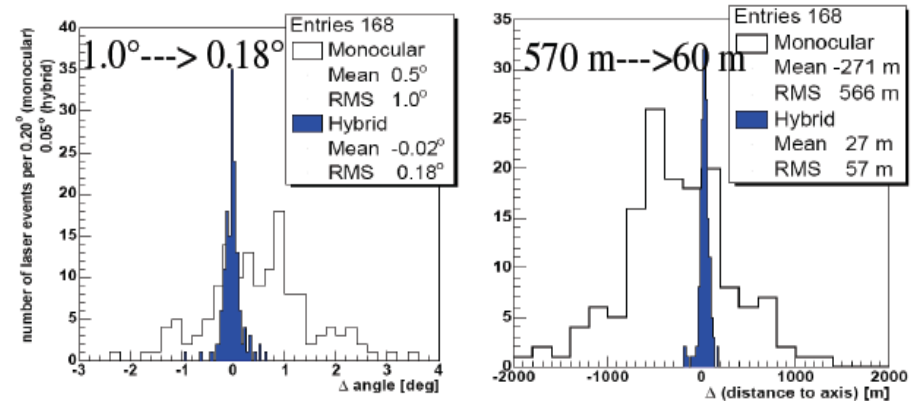 Entries 168
Monocular
Mean 0.5°
RMS 1.0°
Hybrid
Mean -0.02°
RMS 0.18°
1.0°---> 0.18°
number of laser events per 0.20° (monocular)
0.05° (hybrid)
40
35
30
25
20
15
10
5
0
-3 -2 -1 0 1 2 3 4
Δ angle [deg]
Entries 168
Monocular
Mean -271 m
RMS 566 m
Hybrid
Mean 27 m
RMS 57 m
570 m--->60 m
35
30
25
20
15
10
5
0
-2000 -1000 0 1000 2000
Δ (distance to axis) [m]